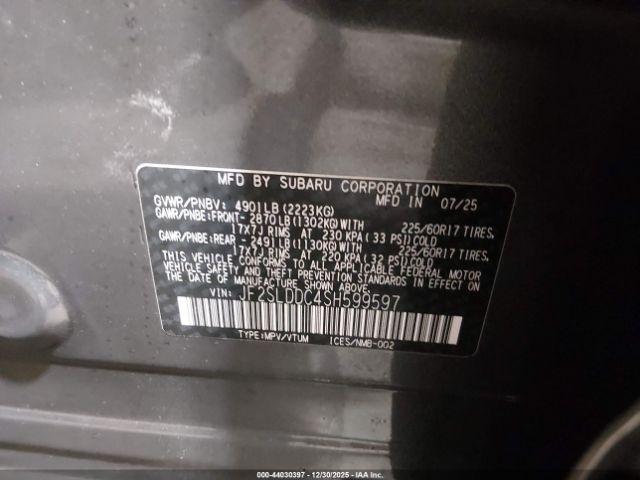 MFD BY SUBARU CORPORATION
MFD IN 07/25
GVWR/PNBV: 4901LB(2223KG)
GAWR/PNBE:FRONT- 2870LB(1302KG)WITH 225/60R17 TIRES,
17X7J RIMS AT 230 KPA(33 PSI)COLD
GAWR/PNBE:REAR -2491LB(1130KG)WITH 225/60R17 TIRES,
17X7J RIMS AT 220 KPA(32 PSI)COLD
THIS VEHICLE CONFORMS TO ALL APPLICABLE FEDERAL MOTOR
VEHICLE SAFETY AND BUMPER STANDARDS IN EFFECT ON
THE DATE OF MANUFACTURE SHOWN ABOVE.
VIN: JF2SLDDC4SH599597
TYPE:MPV/VTUM ICES/NMB-002
000-44030397 - 12/30/2025 - IAA Inc.